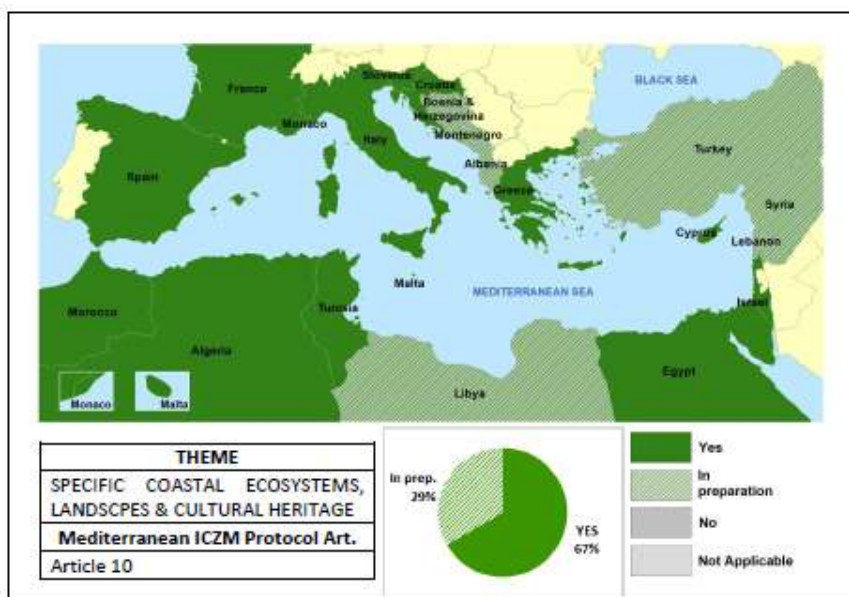 BLACK SEA
France
Slovenia
Croatia
Bosnia &
Herzegovina
Monaco
Italy
Montenegro
Albania
Turkey
Spain
Greece
Syria
Cyprus
Lebanon
Malta
MEDITERRANEAN SEA
Israel
Morocco
Tunisia
Algeria
Egypt
Libya
Monaco
Malta
THEME
SPECIFIC COASTAL ECOSYSTEMS,
LANDSCPES & CULTURAL HERITAGE
Mediterranean ICZM Protocol Art.
Article 10
In prep.
29%
YES
67%
Yes
In
preparation
No
Not Applicable